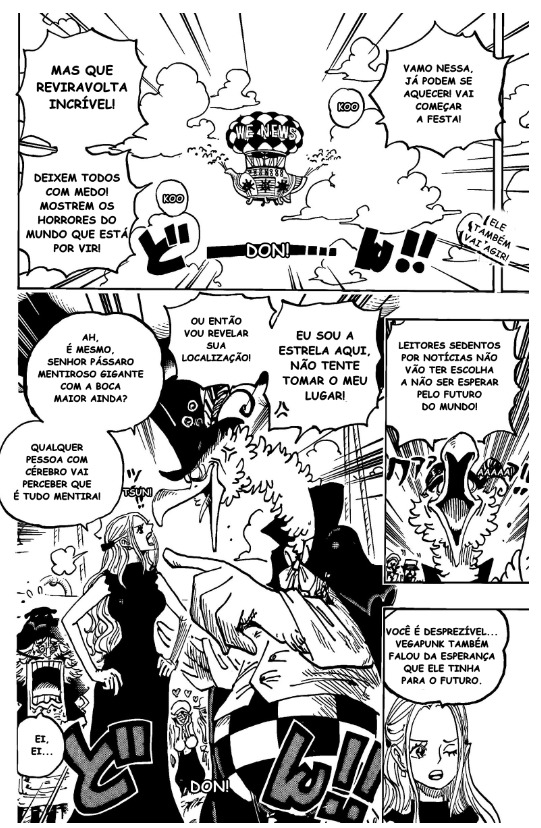 VAMO NESSA,
JÁ PODEM SE
AQUECER! VAI
COMEÇAR
A FESTA!
KOO
WE NEWS
MAS QUE
REVIRAVOLTA
INCRÍVEL!
DEIXEM TODOS
COM MEDO!
MOSTREM OS
HORRORES DO
MUNDO QUE ESTÁ
POR VIR!
KOO
ELE
TAMBÉM
VAI AGIR!
ど
DON!
ん!!
LEITORES SEDENTOS
POR NOTÍCIAS NÃO
VÃO TER ESCOLHA
A NÃO SER ESPERAR
PELO FUTURO
DO MUNDO!
AAAAA!
EU SOU A
ESTRELA AQUI,
NÃO TENTE
TOMAR O MEU
LUGAR!
OU ENTÃO
VOU REVELAR
SUA
LOCALIZAÇÃO!
AH,
É MESMO,
SENHOR PÁSSARO
MENTIROSO GIGANTE
COM A BOCA
MAIOR AINDA?
QUALQUER
PESSOA COM
CÉREBRO VAI
PERCEBER QUE
É TUDO MENTIRA!
TSUN!
VOCÊ É DESPREZÍVEL...
VEGAPUNK TAMBÉM
FALOU DA ESPERANÇA
QUE ELE TINHA
PARA O FUTURO.
EI,
EI...
ど
DON!
ん!!